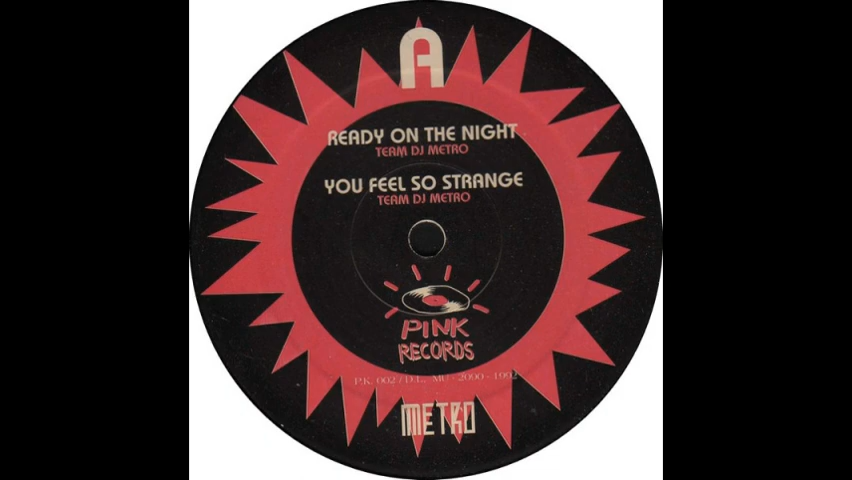 A
READY ON THE NIGHT
TEAM DJ METRO
YOU FEEL SO STRANGE
TEAM DJ METRO
PINK
RECORDS
P.K. 002 / D.L. MU - 2090 - 1992
METRO